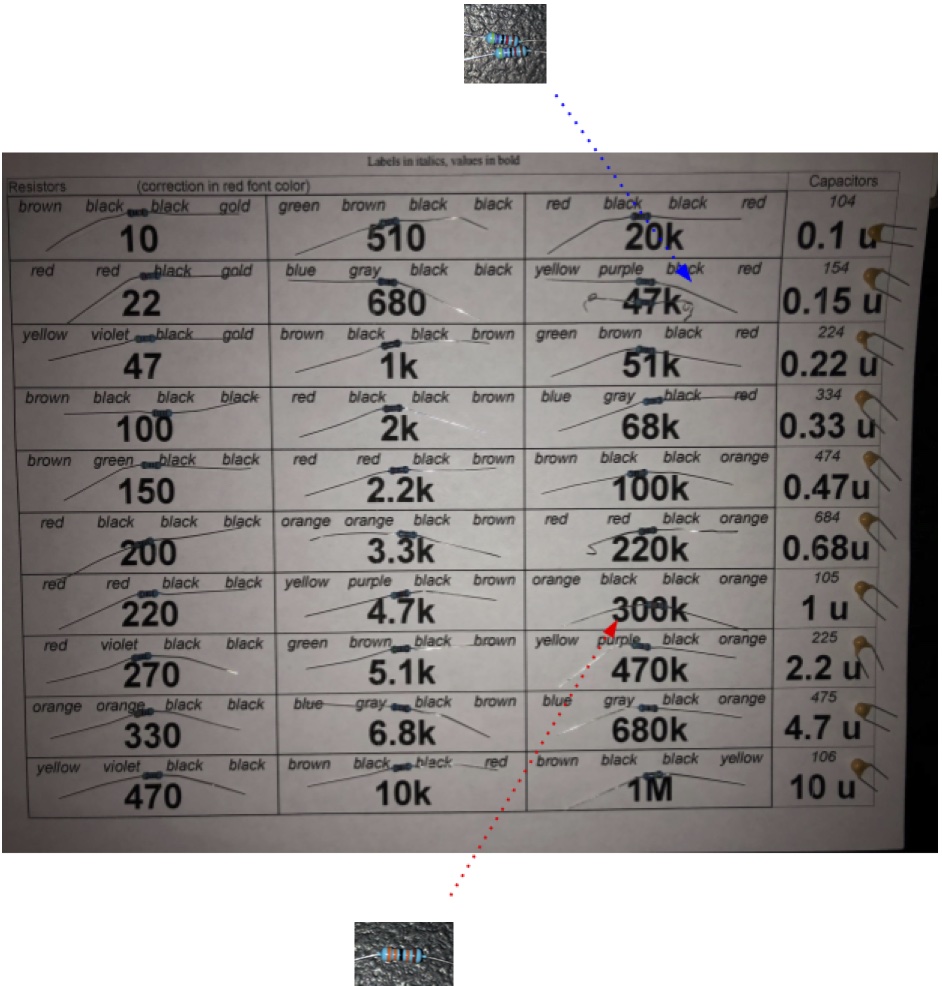 Labels in italics, values in bold
Resistors (correction in red font color) Capacitors
brown black black gold green brown black black red black black red 104
10 510 20k 0.1 u
red red black gold blue gray black black yellow purple black red 154
22 680 47k 0.15 u
yellow violet black gold brown black black brown green brown black red 224
47 1k 51k 0.22 u
brown black black black red black black brown blue gray black red 334
100 2k 68k 0.33 u
brown green black black red red black brown brown black black orange 474
150 2.2k 100k 0.47u
red black black black orange orange black brown red red black orange 684
200 3.3k 220k 0.68u
red red black black yellow purple black brown orange black black orange 105
220 4.7k 300k 1 u
red violet black black green brown black brown yellow purple black orange 225
270 5.1k 470k 2.2 u
orange orange black black blue gray black brown blue gray black orange 475
330 6.8k 680k 4.7 u
yellow violet black black brown black black red brown black black yellow 106
470 10k 1M 10 u